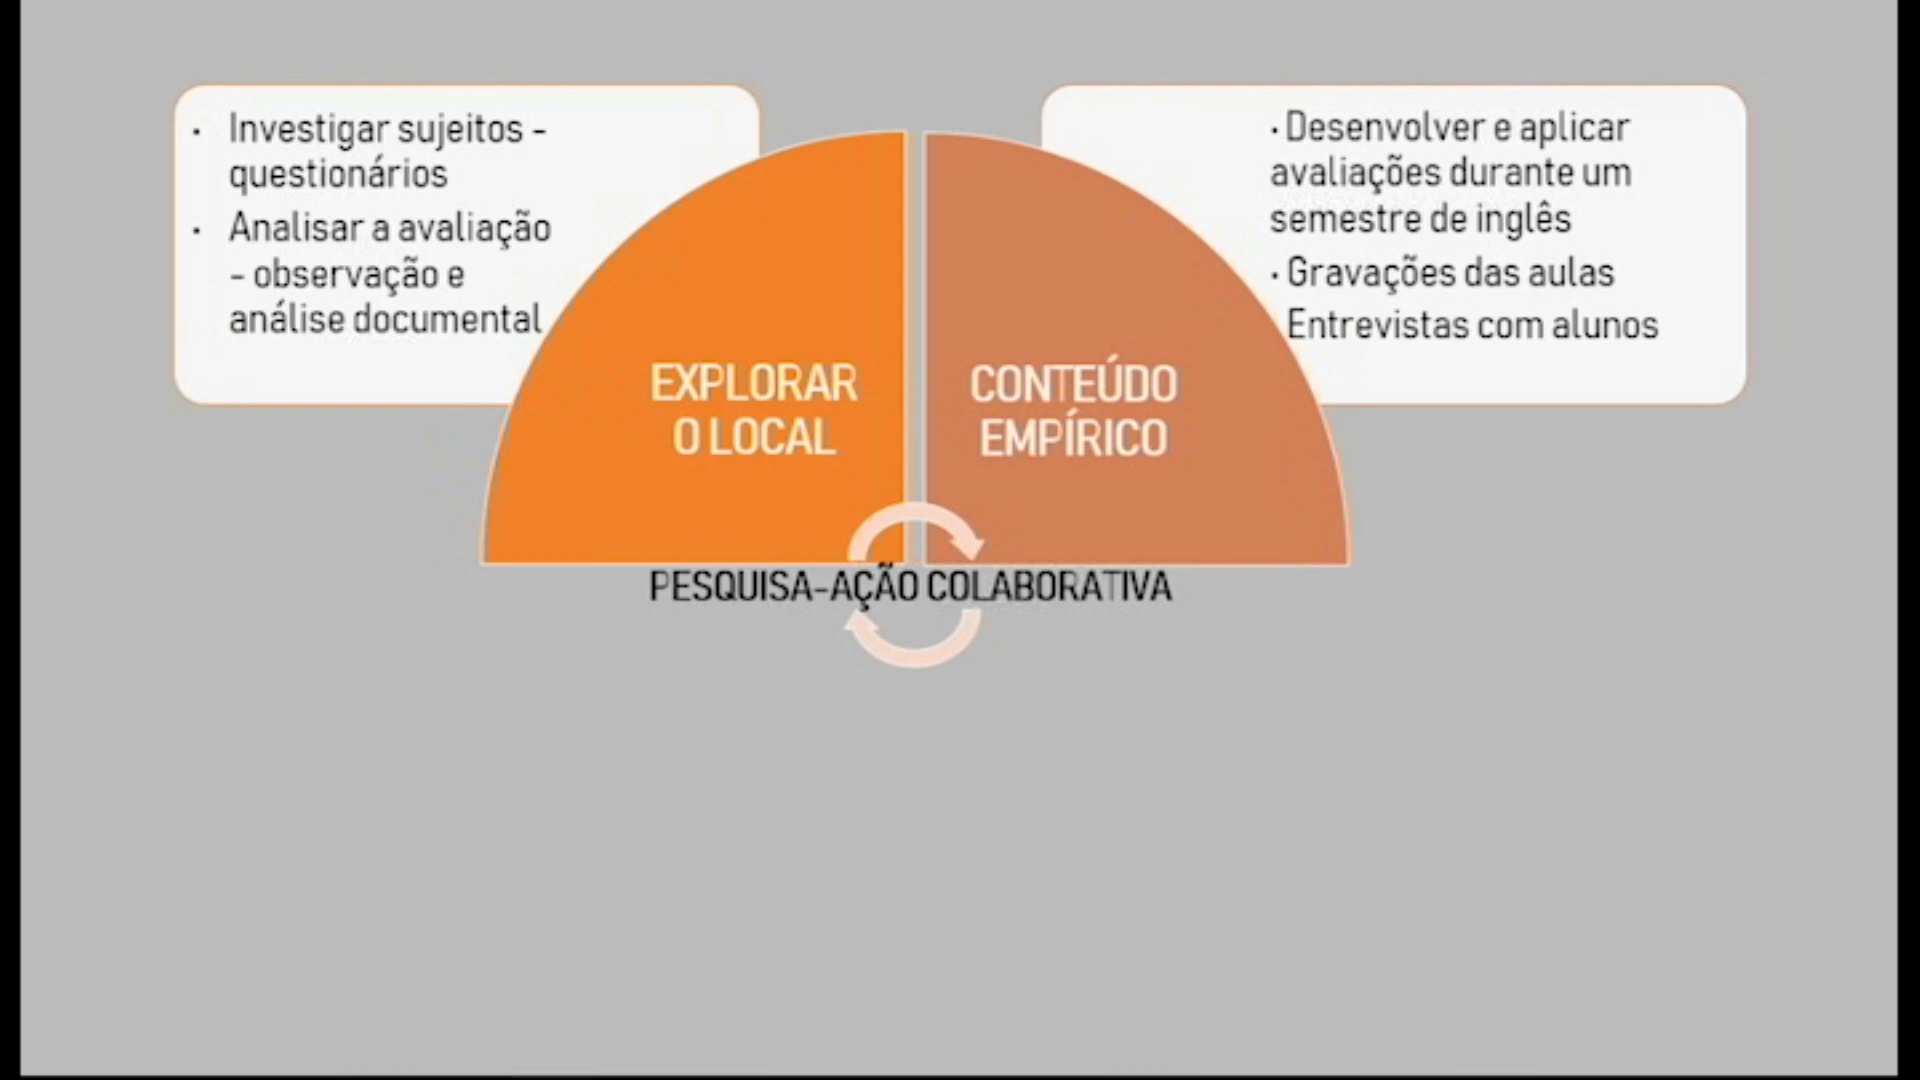 · Investigar sujeitos -
questionários
· Analisar a avaliação
- observação e
análise documental
· Desenvolver e aplicar
avaliações durante um
semestre de inglês
· Gravações das aulas
Entrevistas com alunos
EXPLORAR
O LOCAL
CONTEÚDO
EMPÍRICO
PESQUISA-AÇÃO COLABORATIVA